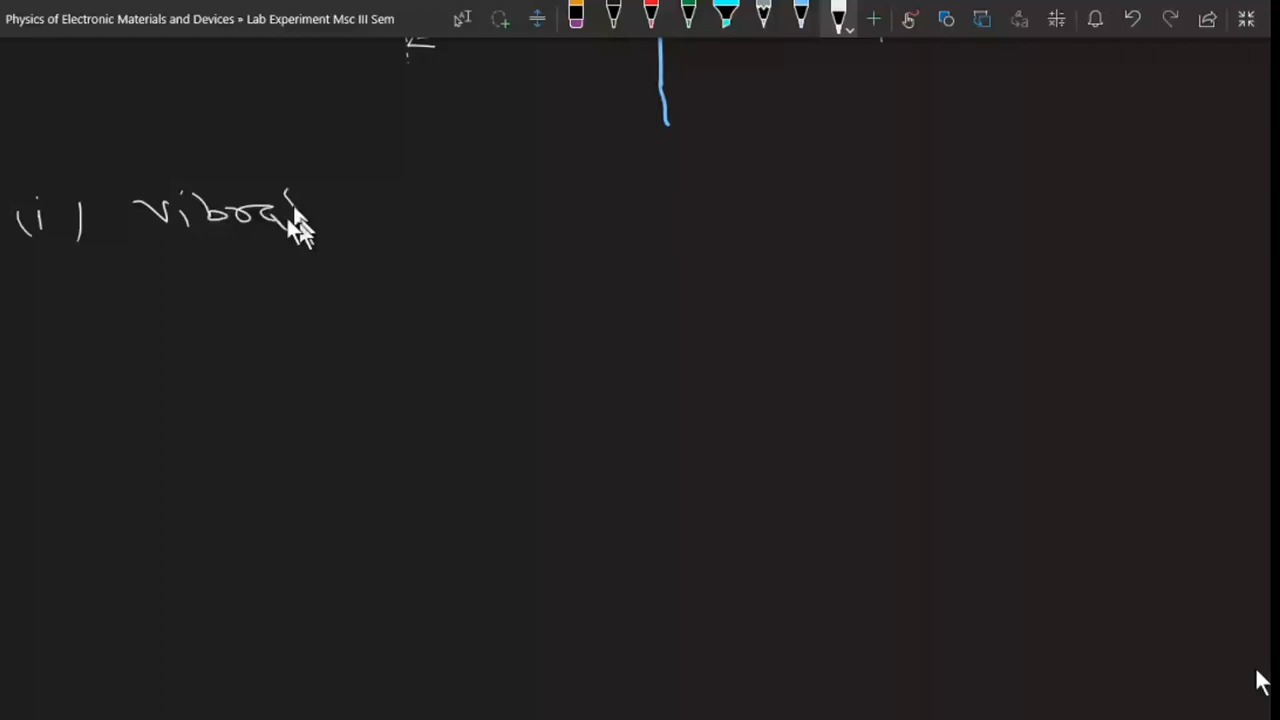 Physics of Electronic Materials and Devices » Lab Experiment Msc III Sem
(i) Vibra